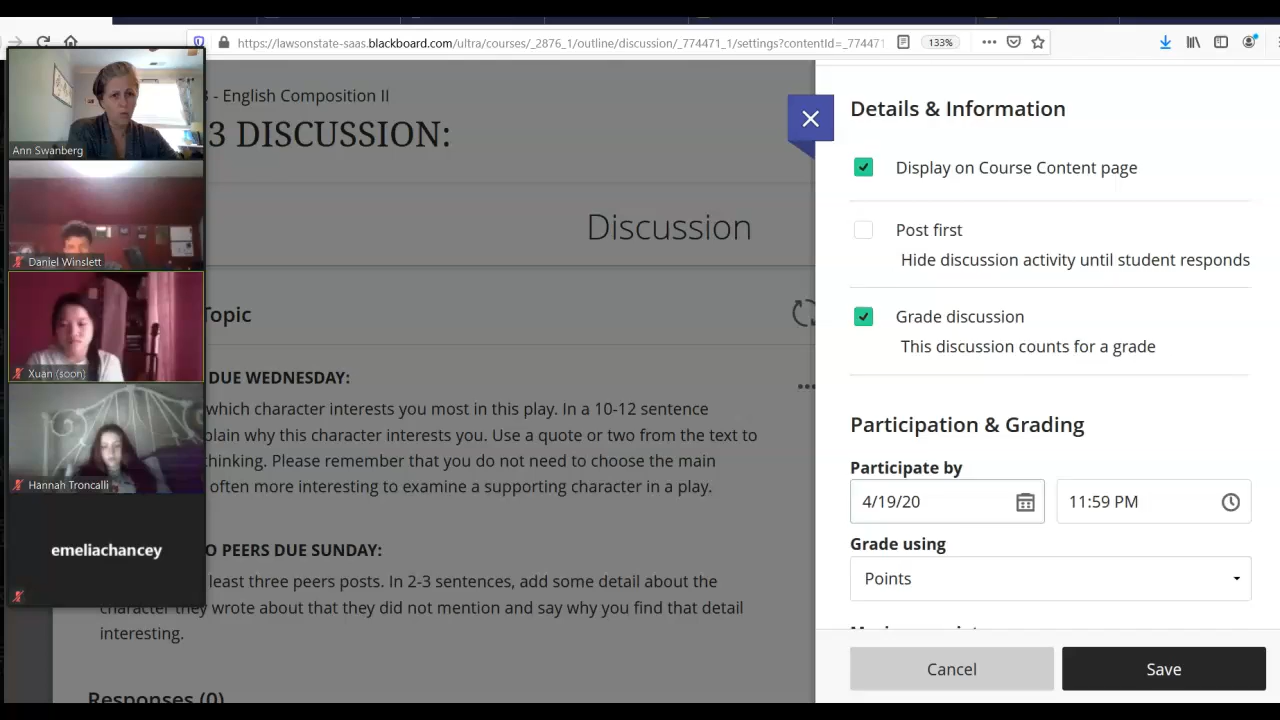 https://lawsonstate-saas.blackboard.com/ultra/courses/_2876_1/outline/discussion/_774471_1/settings?contentId=_77447
133%
- English Composition II
3 DISCUSSION:
Discussion
Topic
DUE WEDNESDAY:
which character interests you most in this play. In a 10-12 sentence
plain why this character interests you. Use a quote or two from the text to
thinking. Please remember that you do not need to choose the main
often more interesting to examine a supporting character in a play.
O PEERS DUE SUNDAY:
least three peers posts. In 2-3 sentences, add some detail about the
character they wrote about that they did not mention and say why you find that detail
interesting.
Responses (0)
Ann Swanberg
Daniel Winslett
Xuan (soon)
Hannah Troncalli
emeliachancey
Details & Information
Display on Course Content page
Post first
Hide discussion activity until student responds
Grade discussion
This discussion counts for a grade
Participation & Grading
Participate by
4/19/20
11:59 PM
Grade using
Points
Cancel
Save